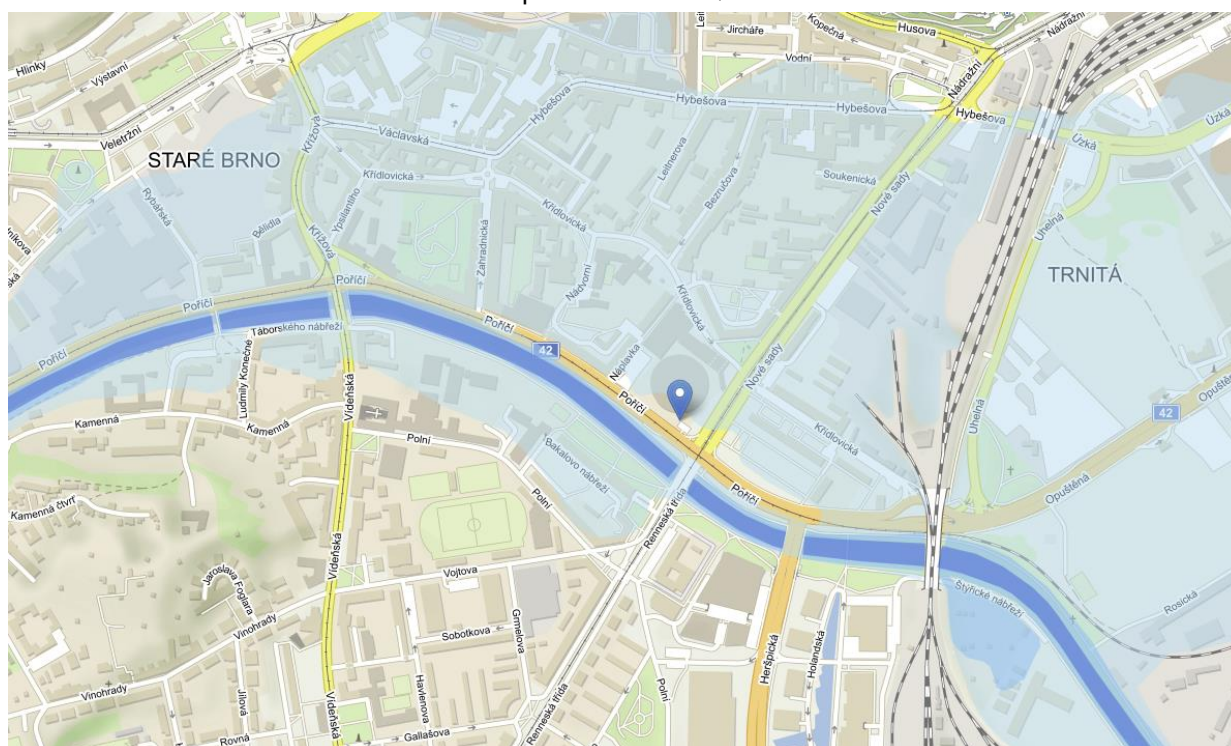 Husova
Nádražní
Jircháře
Kopečná
Vodní
Hlinky
Výstavní
Veletržní
Nádražní
Hybešova
Hybešova
Hybešova
Hybešova
Úzká
Úzká
Křížová
Václavská
STARÉ BRNO
Leitnerova
Bezručova
Soukenická
Nové sady
Křídlovická
Křídlovická
Rybářská
Bělidla
Ypsilantiho
Křížová
Zahradnická
Uhelná
TRNITÁ
Poříčí
Poříčí
Nádvorní
Křídlovická
Táborského nábřeží
Poříčí
42
Náplavka
Nové sady
Poříčí
Ludmily Konečné
Poříčí
Opuštěná
42
Uhelná
Kamenná
Kamenná
Vídeňská
Polní
Křídlovická
Bakalovo nábřeží
Polní
Poříčí
Opuštěná
Kamenná čtvrť
Renneská třída
Jaroslava Foglara
Vojtova
Štýřické nábřeží
Rosická
Vinohrady
Grmelova
Sobotkova
Holandská
Heršpická
Vinohrady
Jílová
Havlenova
Polní
Renneská třída
Vídeňská
Rovná
Gallašova